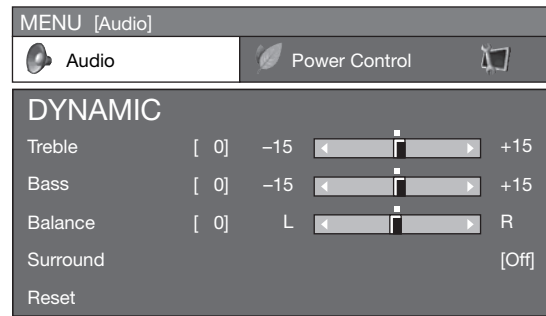 MENU [Audio]
Audio Power Control
DYNAMIC
Treble [ 0] –15 +15
Bass [ 0] –15 +15
Balance [ 0] L R
Surround [Off]
Reset